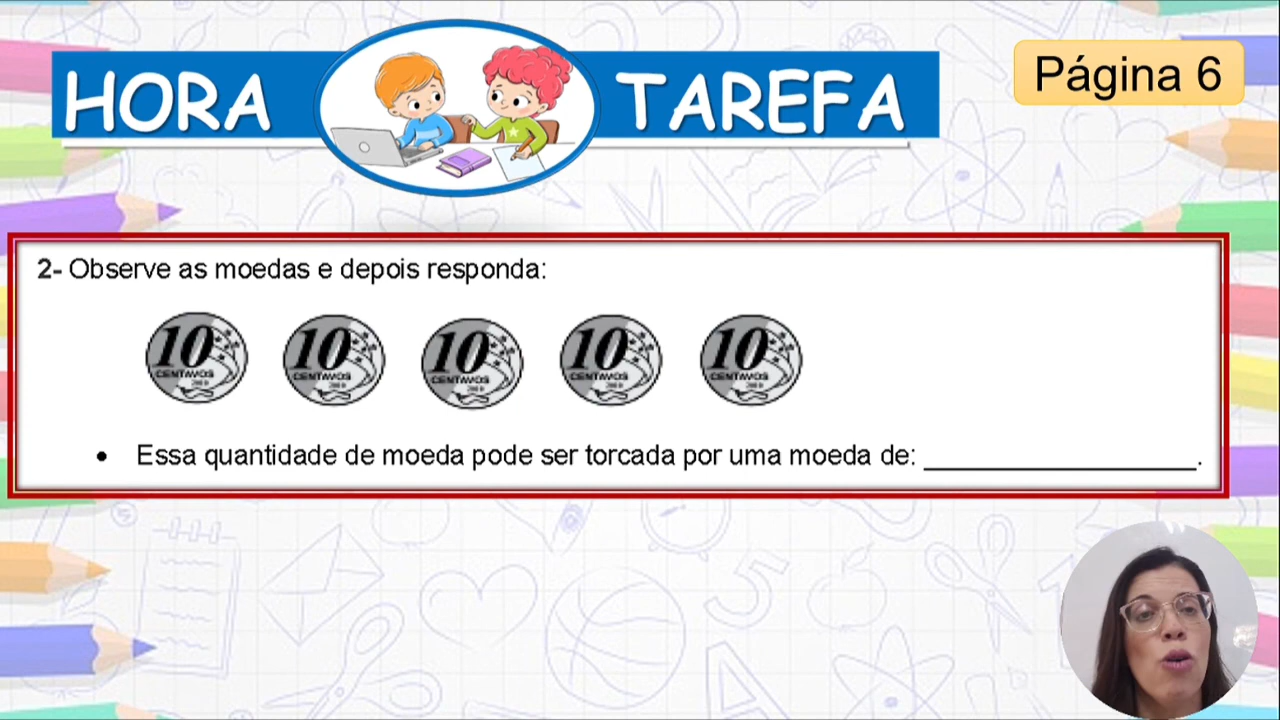 HORA TAREFA
Página 6
2- Observe as moedas e depois responda:
10 10 10 10 10
CENTAVOS CENTAVOS CENTAVOS CENTAVOS CENTAVOS
• Essa quantidade de moeda pode ser torcada por uma moeda de: ____________________.